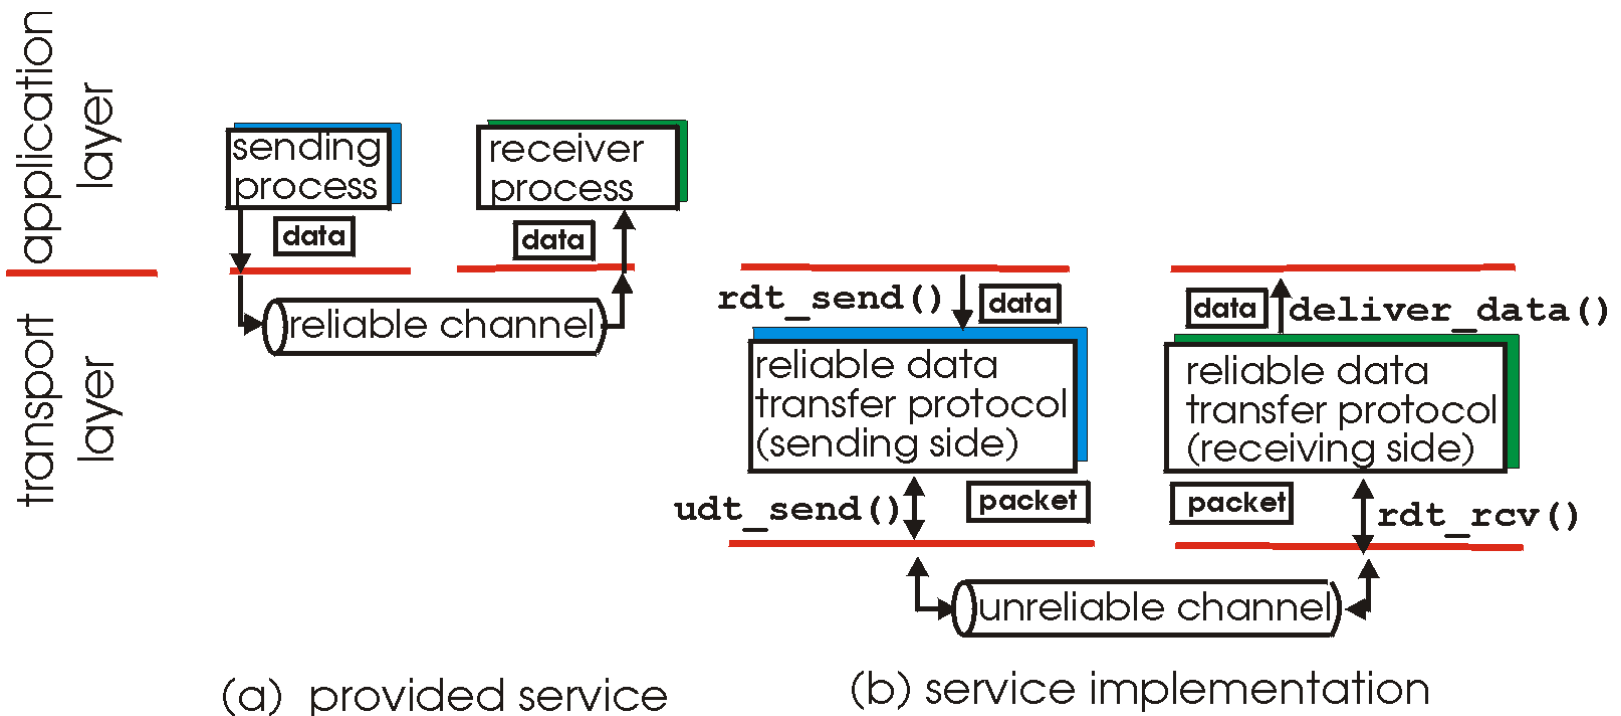 application
layer
transport
layer
sending
process
receiver
process
data
data
reliable channel
(a) provided service
rdt_send()
data
data
deliver_data()
reliable data
transfer protocol
(sending side)
reliable data
transfer protocol
(receiving side)
udt_send()
packet
packet
rdt_rcv()
unreliable channel
(b) service implementation